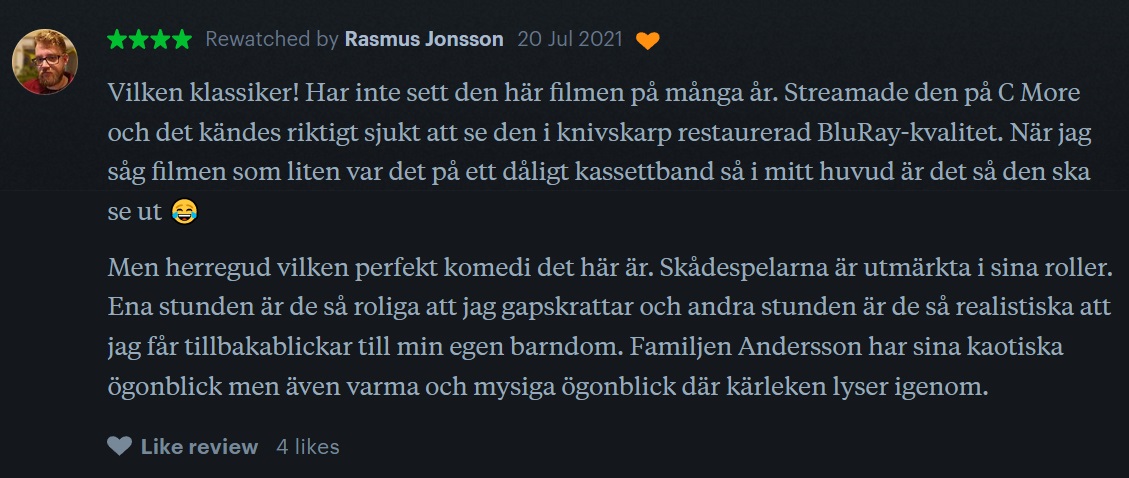 ★★★★ Rewatched by Rasmus Jonsson 20 Jul 2021 🧡
Vilken klassiker! Har inte sett den här filmen på många år. Streamade den på C More
och det kändes riktigt sjukt att se den i knivskarp restaurerad BluRay-kvalitet. När jag
såg filmen som liten var det på ett dåligt kassettband så i mitt huvud är det så den ska
se ut 😂
Men herregud vilken perfekt komedi det här är. Skådespelarna är utmärkta i sina roller.
Ena stunden är de så roliga att jag gapskrattar och andra stunden är de så realistiska att
jag får tillbakablickar till min egen barndom. Familjen Andersson har sina kaotiska
ögonblick men även varma och mysiga ögonblick där kärleken lyser igenom.
Like review 4 likes